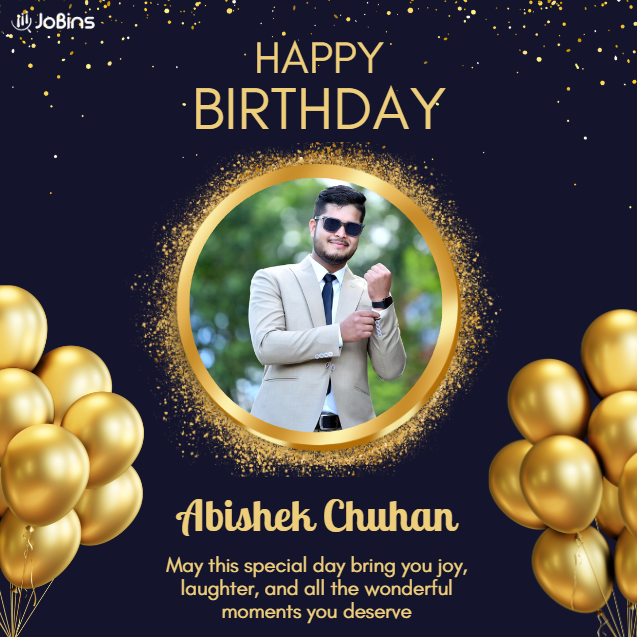 JoBins
HAPPY
BIRTHDAY
Abishek Chuhan
May this special day bring you joy,
laughter, and all the wonderful
moments you deserve